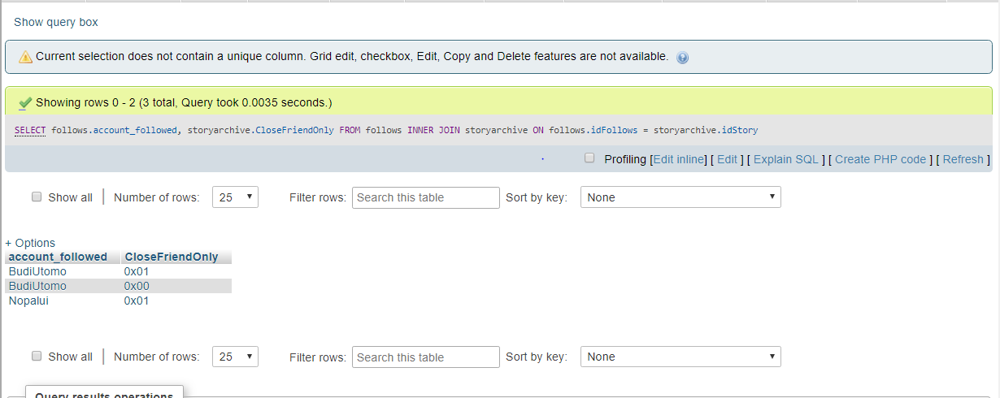 Show query box
Current selection does not contain a unique column. Grid edit, checkbox, Edit, Copy and Delete features are not available.
Showing rows 0 - 2 (3 total, Query took 0.0035 seconds.)
SELECT follows.account_followed, storyarchive.CloseFriendOnly FROM follows INNER JOIN storyarchive ON follows.idFollows = storyarchive.idStory
Profiling [Edit inline] [ Edit ] [ Explain SQL ] [ Create PHP code ] [ Refresh ]
Show all | Number of rows: 25 Filter rows: Search this table Sort by key: None
+ Options
account_followed CloseFriendOnly
BudiUtomo 0x01
BudiUtomo 0x00
Nopalui 0x01
Show all | Number of rows: 25 Filter rows: Search this table Sort by key: None
Query results operations